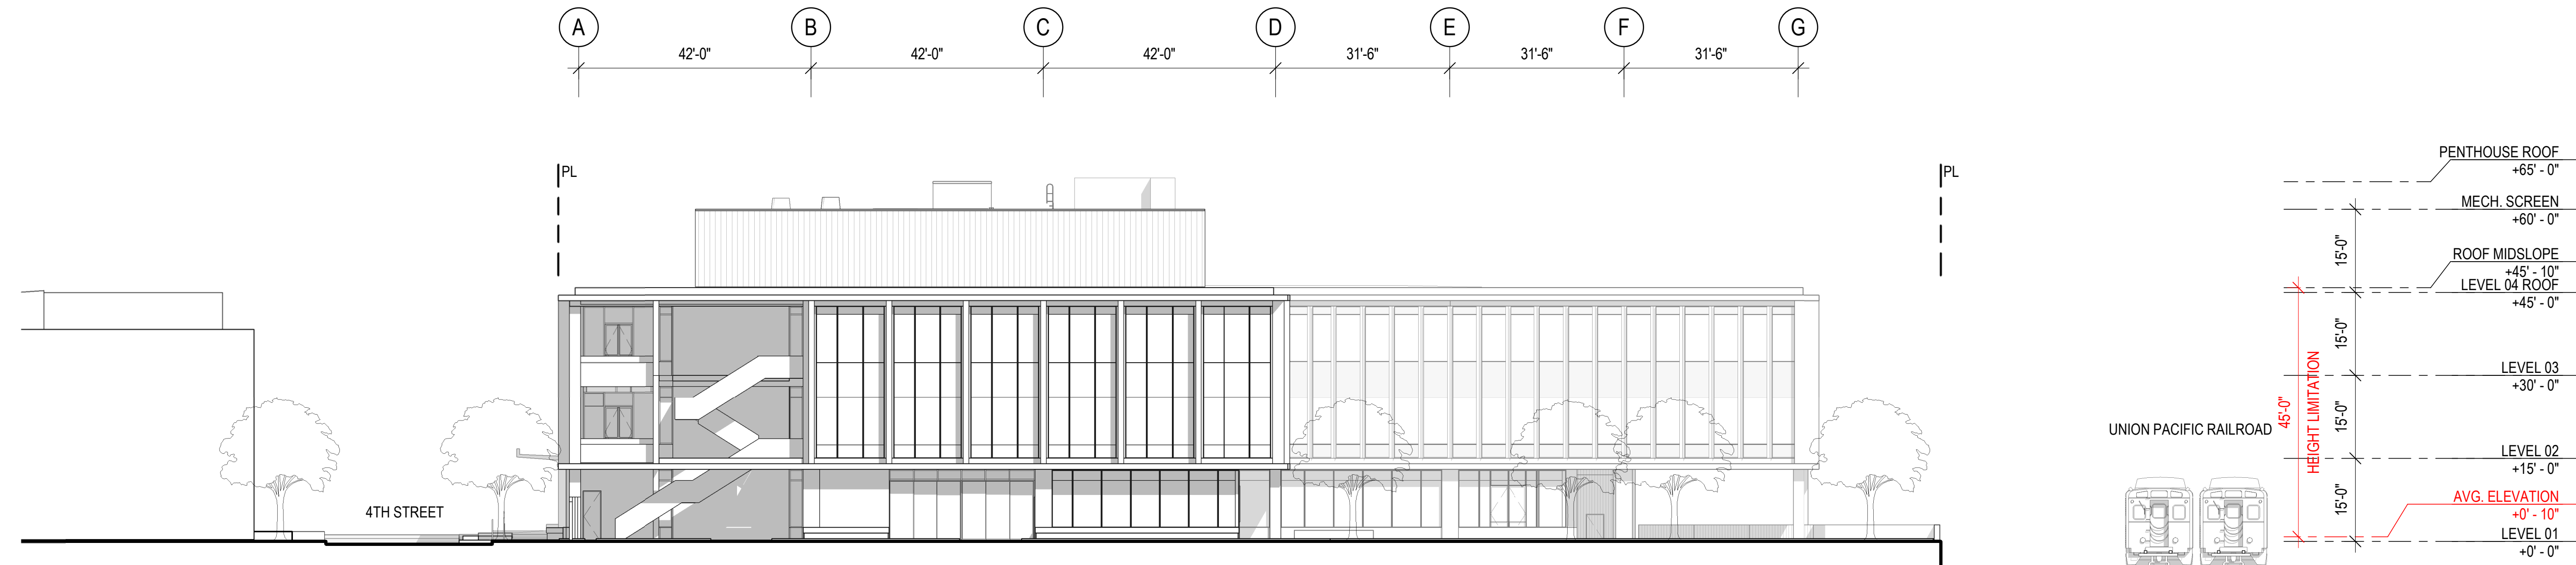 A B C D E F G
42'-0" 42'-0" 42'-0" 31'-6" 31'-6" 31'-6"
PL PL
PENTHOUSE ROOF
+65' - 0"
MECH. SCREEN
+60' - 0"
15'-0"
ROOF MIDSLOPE
+45' - 10"
LEVEL 04 ROOF
+45' - 0"
15'-0"
LEVEL 03
+30' - 0"
45'-0"
HEIGHT LIMITATION
15'-0"
UNION PACIFIC RAILROAD
LEVEL 02
+15' - 0"
15'-0"
AVG. ELEVATION
+0' - 10"
4TH STREET
LEVEL 01
+0' - 0"